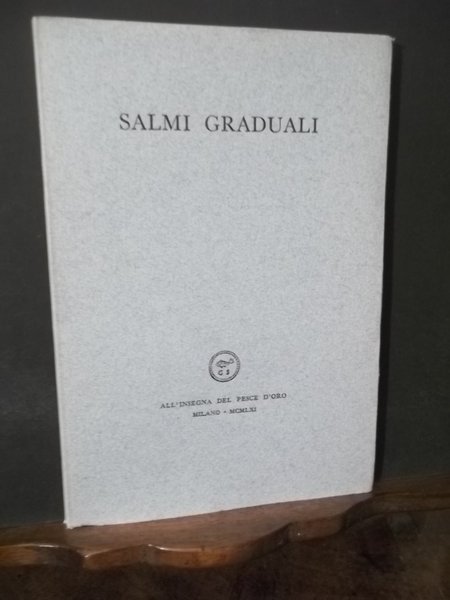 SALMI GRADUALI
G S
ALL'INSEGNA DEL PESCE D'ORO
MILANO • MCMLXI